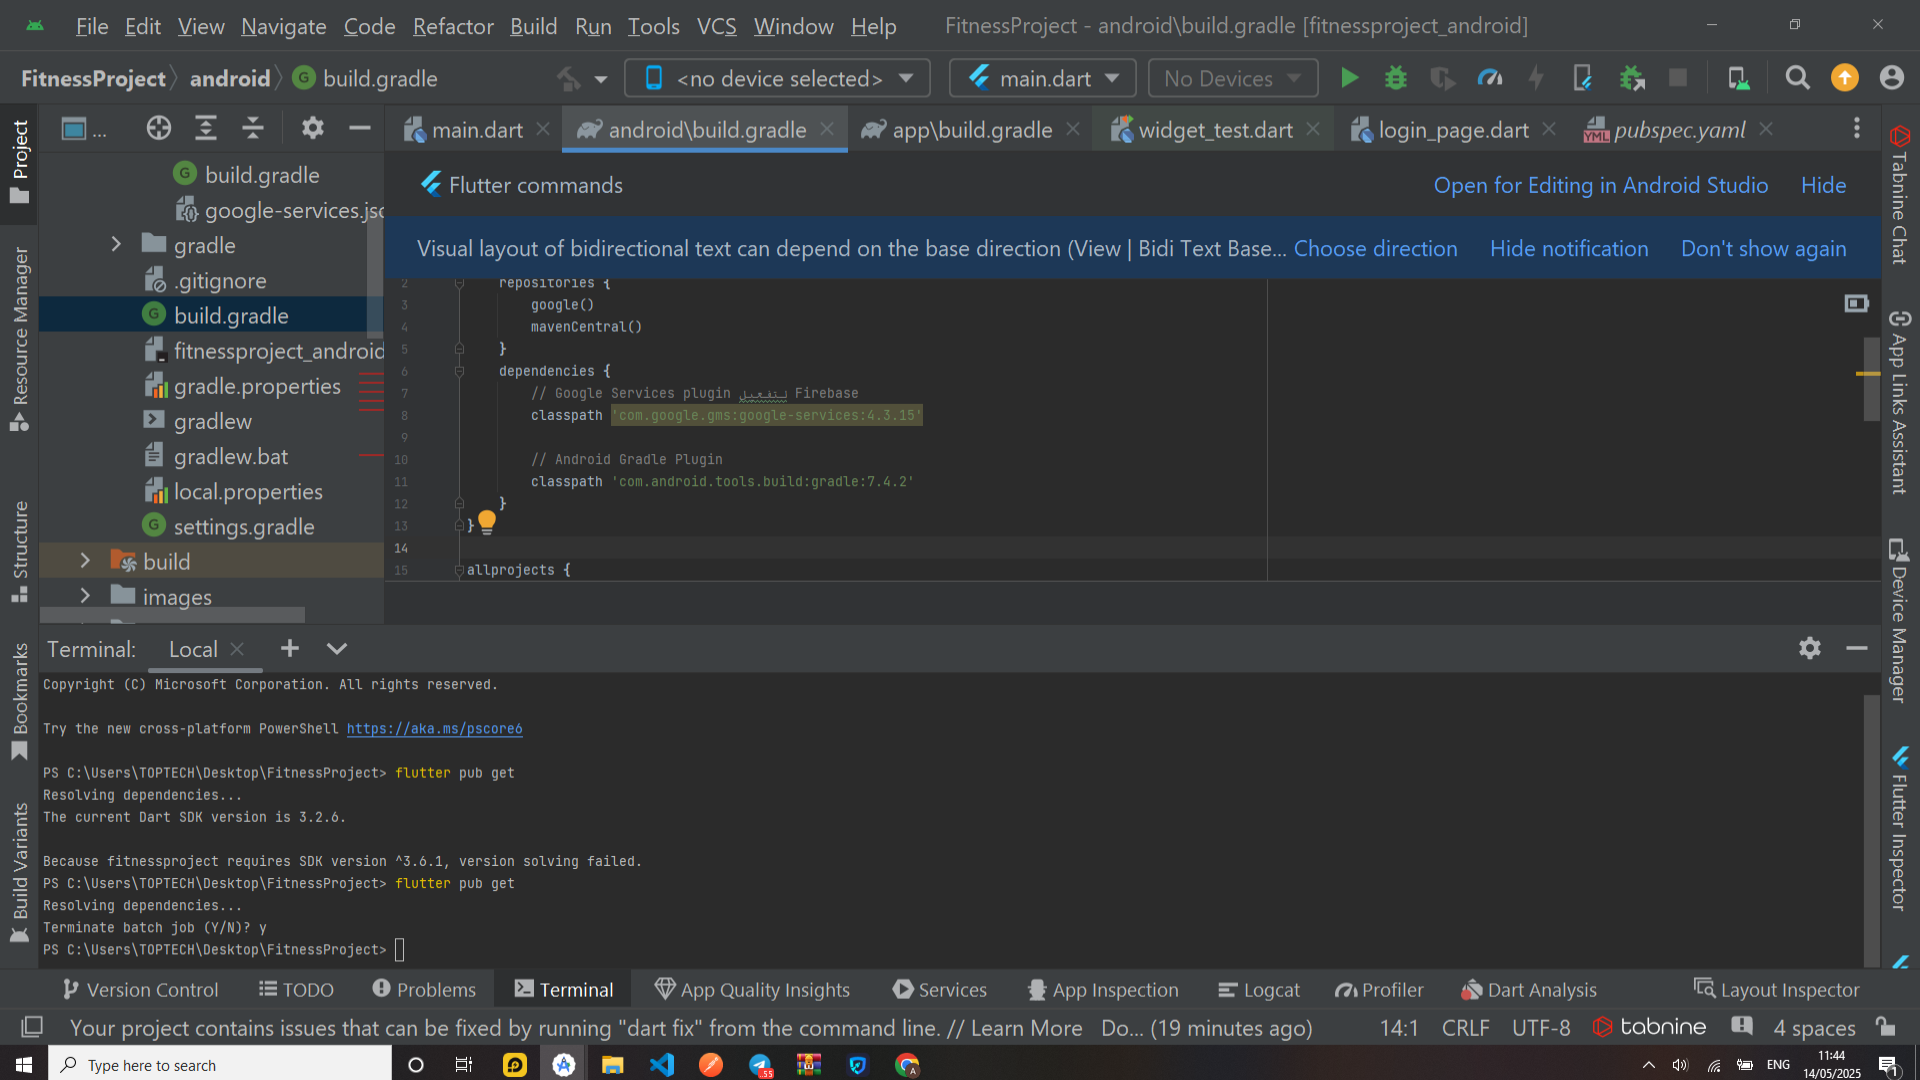 File Edit View Navigate Code Refactor Build Run Tools VCS Window Help FitnessProject - android\build.gradle [fitnessproject_android]
FitnessProject android build.gradle <no device selected> main.dart No Devices
... main.dart android\build.gradle app\build.gradle widget_test.dart login_page.dart pubspec.yaml
Project
Resource Manager
Structure
Bookmarks
Build Variants
build.gradle
google-services.jsc
gradle
.gitignore
build.gradle
fitnessproject_android
gradle.properties
gradlew
gradlew.bat
local.properties
settings.gradle
build
images
Flutter commands Open for Editing in Android Studio Hide
Visual layout of bidirectional text can depend on the base direction (View | Bidi Text Base... Choose direction Hide notification Don't show again
2 repositories {
3 google()
4 mavenCentral()
5 }
6 dependencies {
7 // Google Services plugin لتفعيل Firebase
8 classpath 'com.google.gms:google-services:4.3.15'
9
10 // Android Gradle Plugin
11 classpath 'com.android.tools.build:gradle:7.4.2'
12 }
13 }
14
15 allprojects {
Tabnine Chat
App Links Assistant
Device Manager
Flutter Inspector
Terminal: Local
Copyright (C) Microsoft Corporation. All rights reserved.
Try the new cross-platform PowerShell https://aka.ms/pscore6
PS C:\Users\TOPTECH\Desktop\FitnessProject> flutter pub get
Resolving dependencies...
The current Dart SDK version is 3.2.6.
Because fitnessproject requires SDK version ^3.6.1, version solving failed.
PS C:\Users\TOPTECH\Desktop\FitnessProject> flutter pub get
Resolving dependencies...
Terminate batch job (Y/N)? y
PS C:\Users\TOPTECH\Desktop\FitnessProject>
Version Control TODO Problems Terminal App Quality Insights Services App Inspection Logcat Profiler Dart Analysis Layout Inspector
Your project contains issues that can be fixed by running "dart fix" from the command line. // Learn More Do... (19 minutes ago) 14:1 CRLF UTF-8 tabnine 4 spaces
Type here to search ENG 11:44
14/05/2025